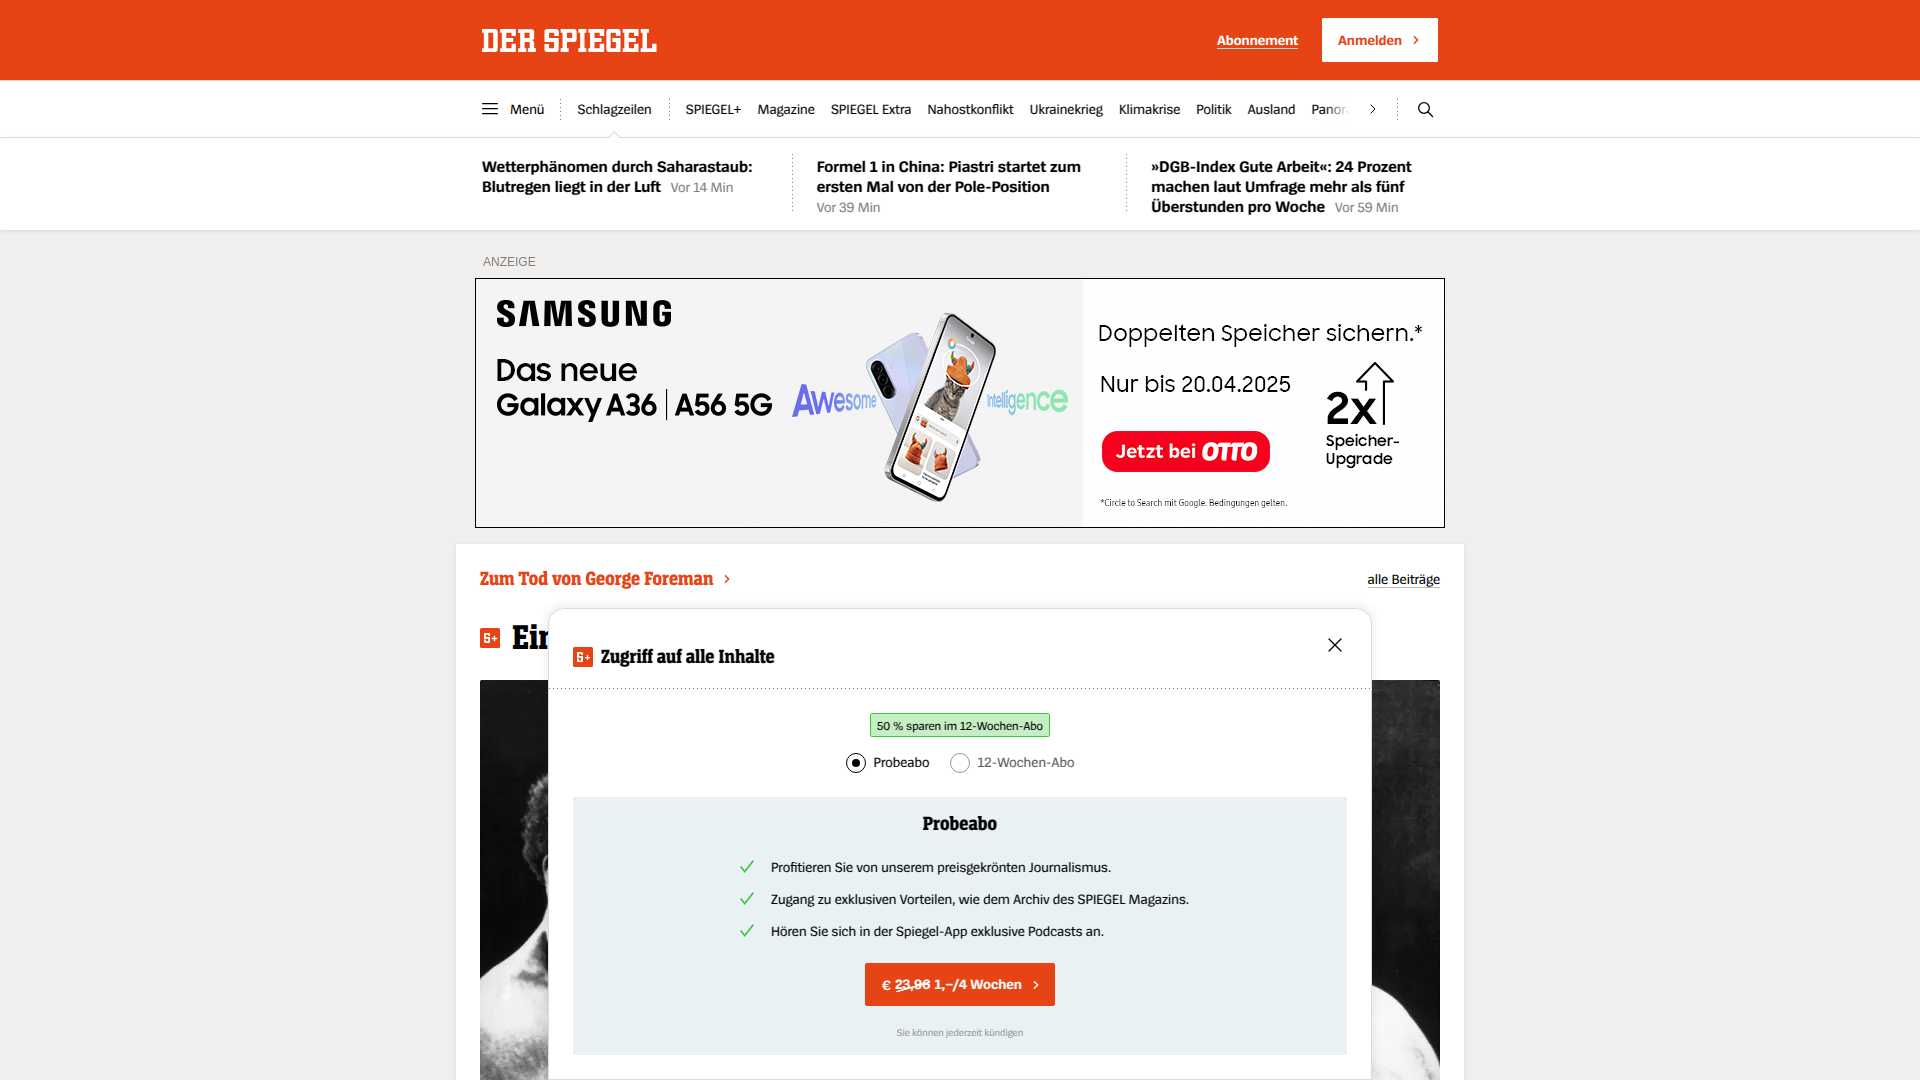 DER SPIEGEL
Abonnement
Anmelden
Menü
Schlagzeilen
SPIEGEL+
Magazine
SPIEGEL Extra
Nahostkonflikt
Ukrainekrieg
Klimakrise
Politik
Ausland
Wetterphänomen durch Saharastaub:
Blutregen liegt in der Luft Vor 14 Min
Formel 1 in China: Piastri startet zum
ersten Mal von der Pole-Position
Vor 39 Min
»DGB-Index Gute Arbeit«: 24 Prozent
machen laut Umfrage mehr als fünf
Überstunden pro Woche Vor 59 Min
ANZEIGE
SAMSUNG
Das neue
Galaxy A36 | A56 5G
Awesome
Intelligence
Doppelten Speicher sichern.*
Nur bis 20.04.2025
2x
Speicher-
Upgrade
Jetzt bei OTTO
*Circle to Search mit Google. Bedingungen gelten.
Zum Tod von George Foreman
alle Beiträge
Zugriff auf alle Inhalte
50 % sparen im 12-Wochen-Abo
Probeabo
12-Wochen-Abo
Probeabo
Profitieren Sie von unserem preisgekrönten Journalismus.
Zugang zu exklusiven Vorteilen, wie dem Archiv des SPIEGEL Magazins.
Hören Sie sich in der Spiegel-App exklusive Podcasts an.
€ 23,96 1,–/4 Wochen
Sie können jederzeit kündigen